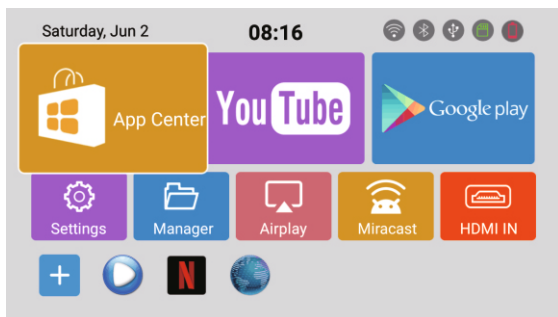 Saturday, Jun 2
08:16
App Center
YouTube
Google play
Settings
Manager
Airplay
Miracast
HDMI IN
N